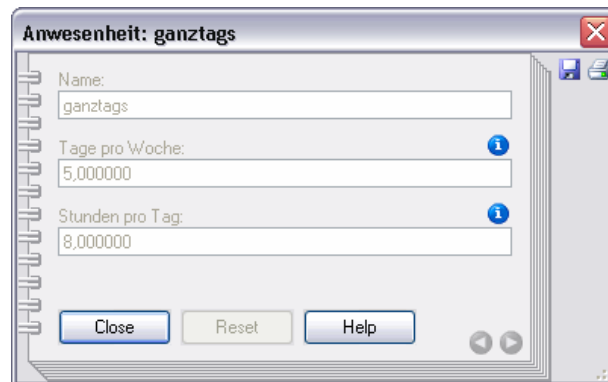 Anwesenheit: ganztags
Name:
ganztags
Tage pro Woche:
5,000000
Stunden pro Tag:
8,000000
Close Reset Help